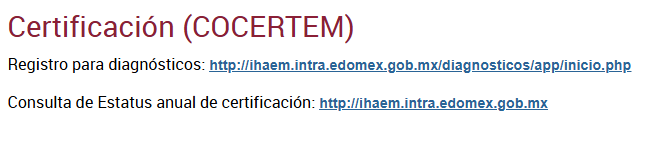 Certificación (COCERTEM)
Registro para diagnósticos: http://ihaem.intra.edomex.gob.mx/diagnosticos/app/inicio.php
Consulta de Estatus anual de certificación: http://ihaem.intra.edomex.gob.mx